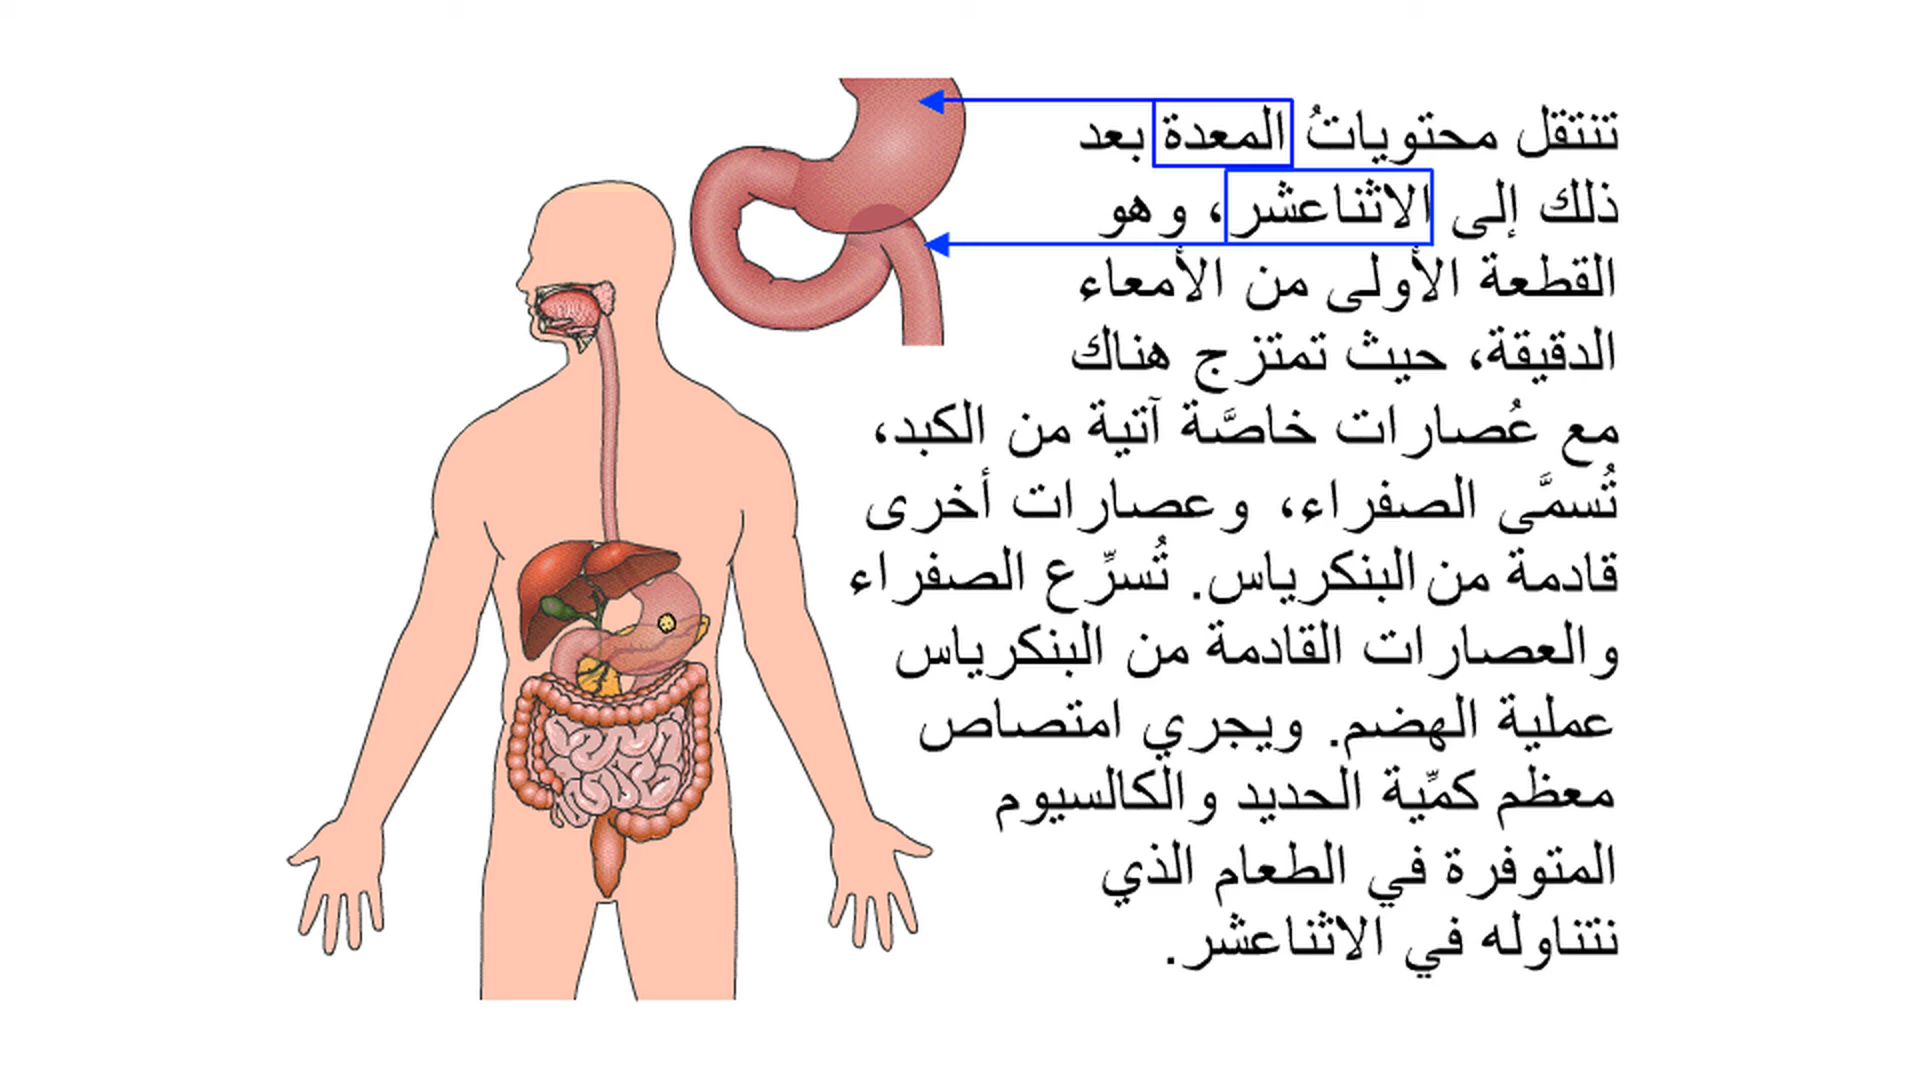 تنتقل محتوياتُ المعدة بعد
ذلك إلى الاثناعشر، وهو
القطعة الأولى من الأمعاء
الدقيقة، حيث تمتزج هناك
مع عُصارات خاصَّة آتية من الكبد،
تُسمَّى الصفراء، وعصارات أخرى
قادمة من البنكرياس. تُسرِّع الصفراء
والعصارات القادمة من البنكرياس
عملية الهضم. ويجري امتصاص
معظم كمِّية الحديد والكالسيوم
المتوفرة في الطعام الذي
نتناوله في الاثناعشر.